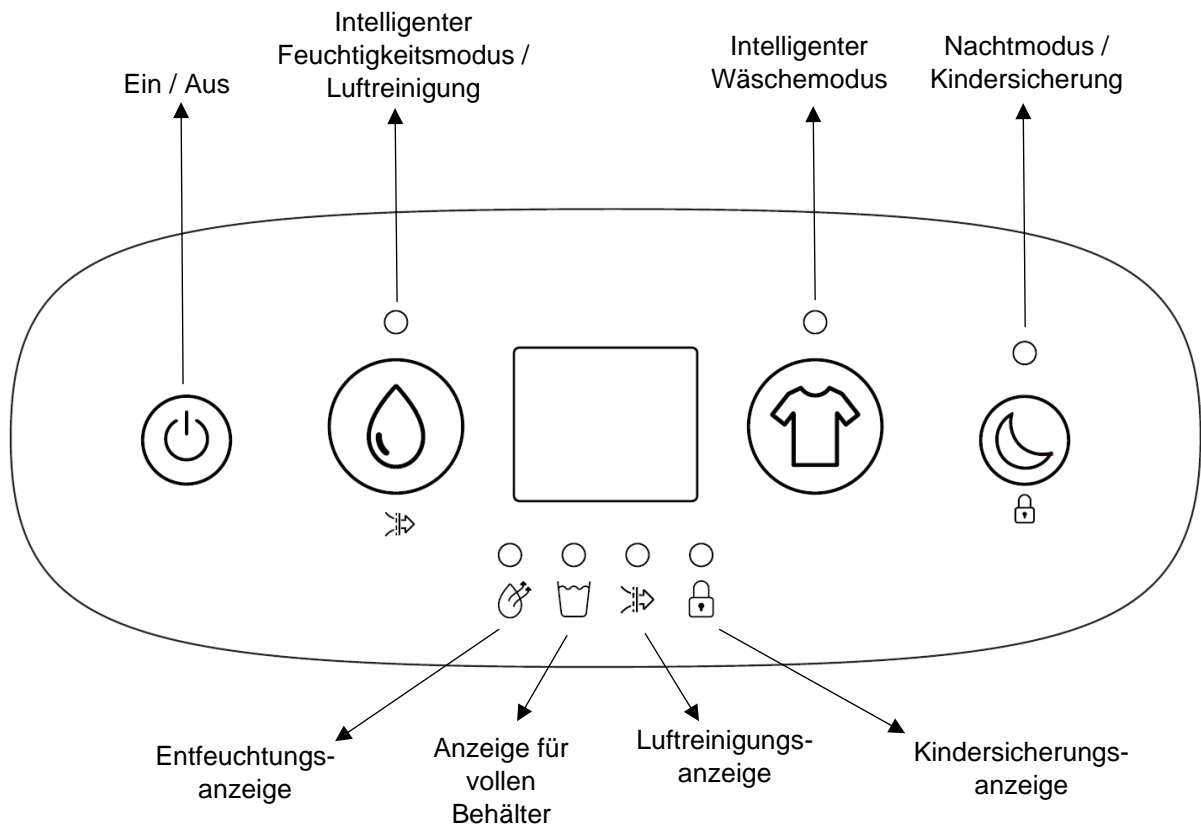 Intelligenter
Feuchtigkeitsmodus /
Luftreinigung
Ein / Aus
Intelligenter
Wäschemodus
Nachtmodus /
Kindersicherung
Entfeuchtungs-
anzeige
Anzeige für
vollen
Behälter
Luftreinigungs-
anzeige
Kindersicherungs-
anzeige